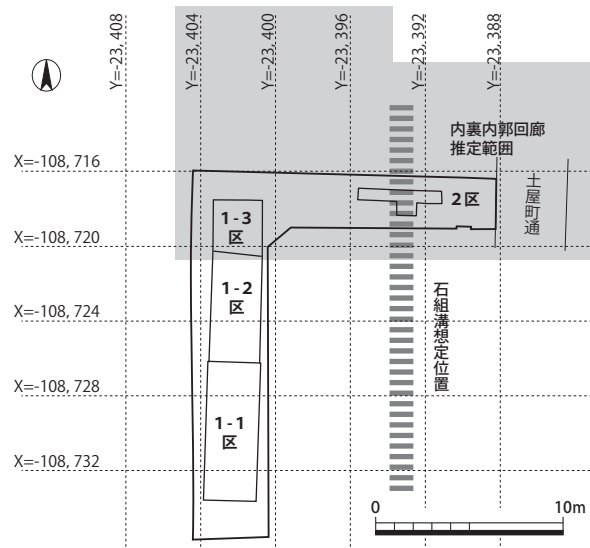 Y=-23, 408
Y=-23, 404
Y=-23, 400
Y=-23, 396
Y=-23, 392
Y=-23, 388
内裏内郭回廊
推定範囲
X=-108, 716
土屋町通
2区
1-3
区
X=-108, 720
1-2
区
X=-108, 724
石組溝想定位置
X=-108, 728
1-1
区
X=-108, 732
0
10m